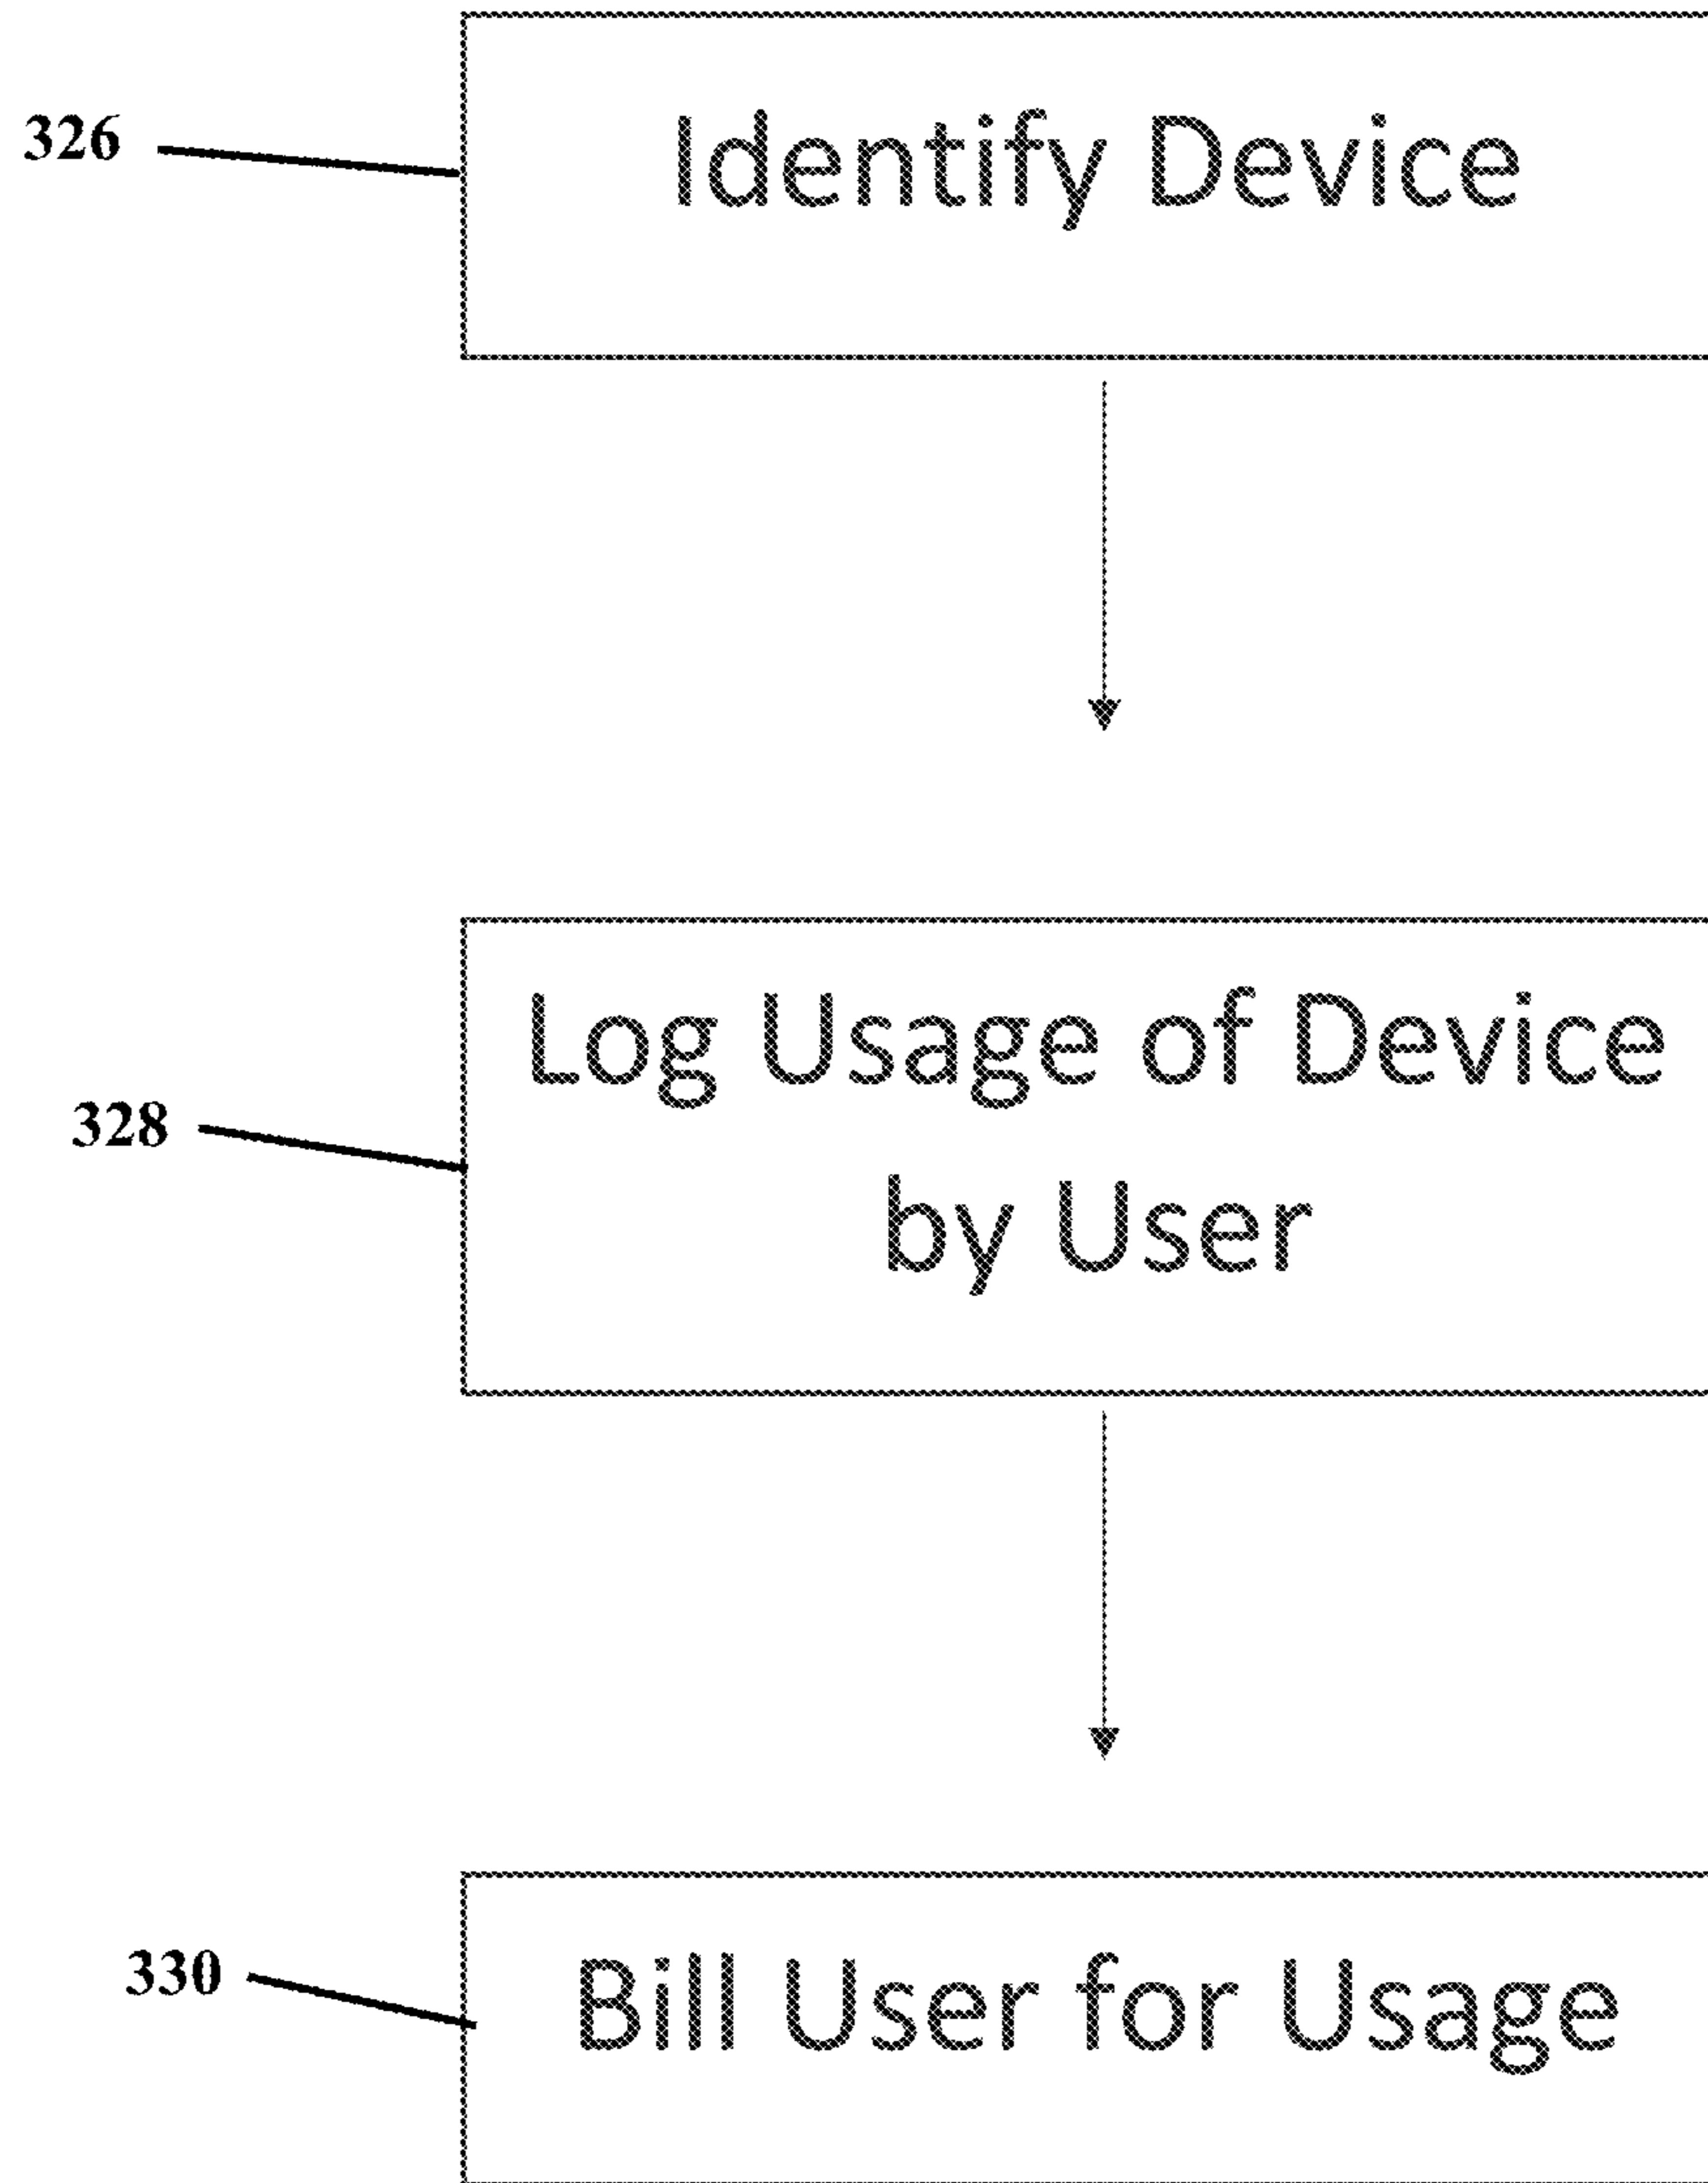 326
Identify Device
328
Log Usage of Device
by User
330
Bill User for Usage